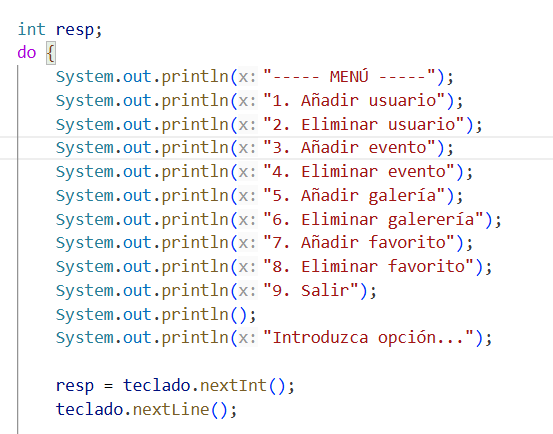 int resp;
do {
System.out.println(x: "----- MENÚ -----");
System.out.println(x: "1. Añadir usuario");
System.out.println(x: "2. Eliminar usuario");
System.out.println(x: "3. Añadir evento");
System.out.println(x: "4. Eliminar evento");
System.out.println(x: "5. Añadir galería");
System.out.println(x: "6. Eliminar galerería");
System.out.println(x: "7. Añadir favorito");
System.out.println(x: "8. Eliminar favorito");
System.out.println(x: "9. Salir");
System.out.println();
System.out.println(x: "Introduzca opción...");
resp = teclado.nextInt();
teclado.nextLine();